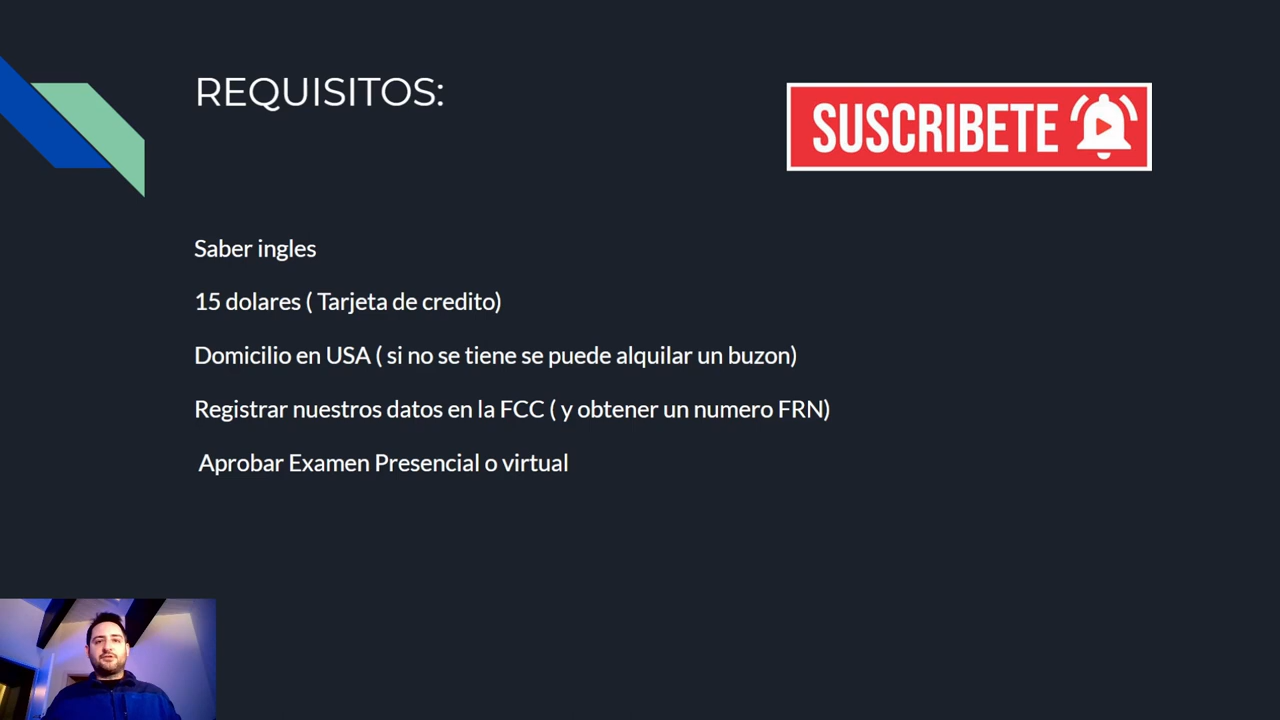 REQUISITOS:
SUSCRIBETE
Saber ingles
15 dolares ( Tarjeta de credito)
Domicilio en USA ( si no se tiene se puede alquilar un buzon)
Registrar nuestros datos en la FCC ( y obtener un numero FRN)
Aprobar Examen Presencial o virtual